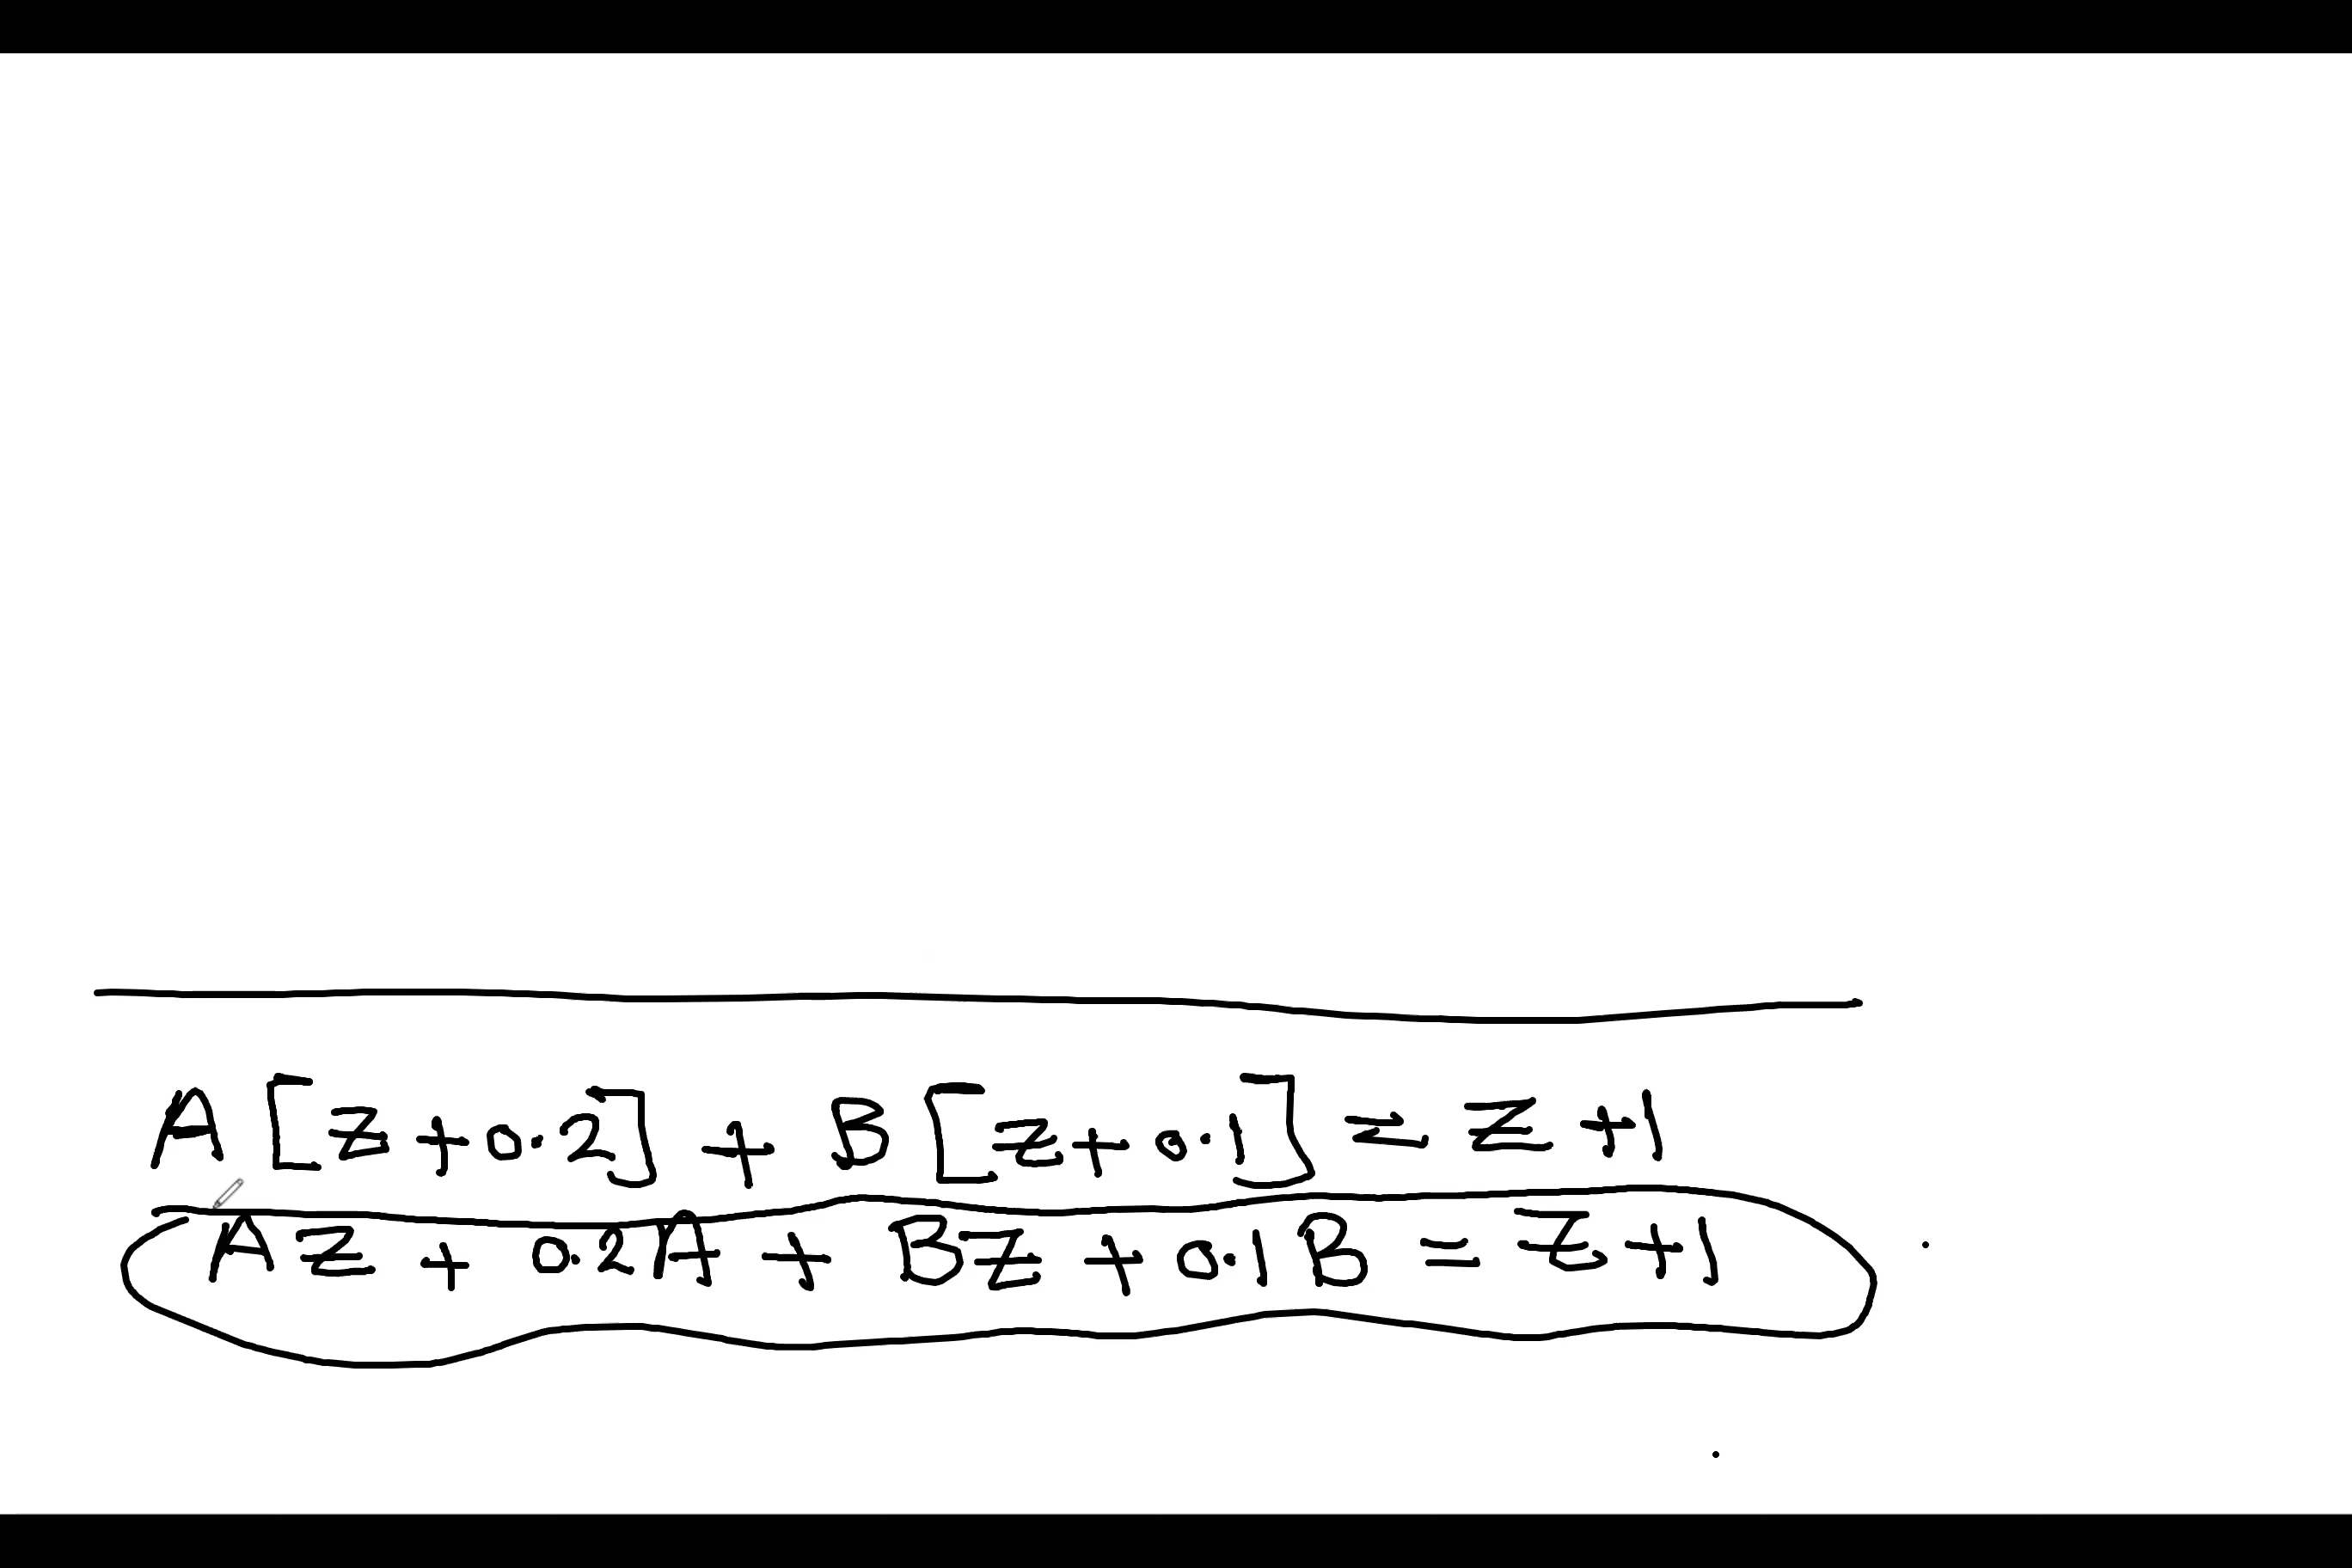 A[z+0.2] + B[z+0.1] = z+1
Az + 0.2A + Bz + 0.1B = z+1